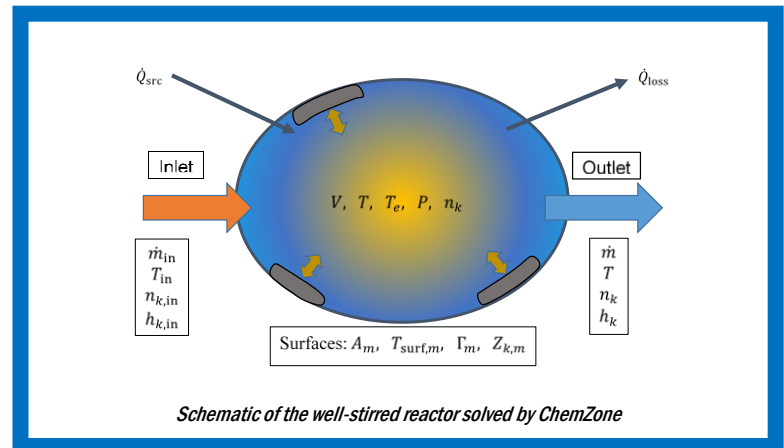 Q̇src
Q̇loss
Inlet
Outlet
V, T, Te, P, nk
ṁin
Tin
nk,in
hk,in
ṁ
T
nk
hk
Surfaces: Am, Tsurf,m, Γm, Zk,m
Schematic of the well-stirred reactor solved by ChemZone